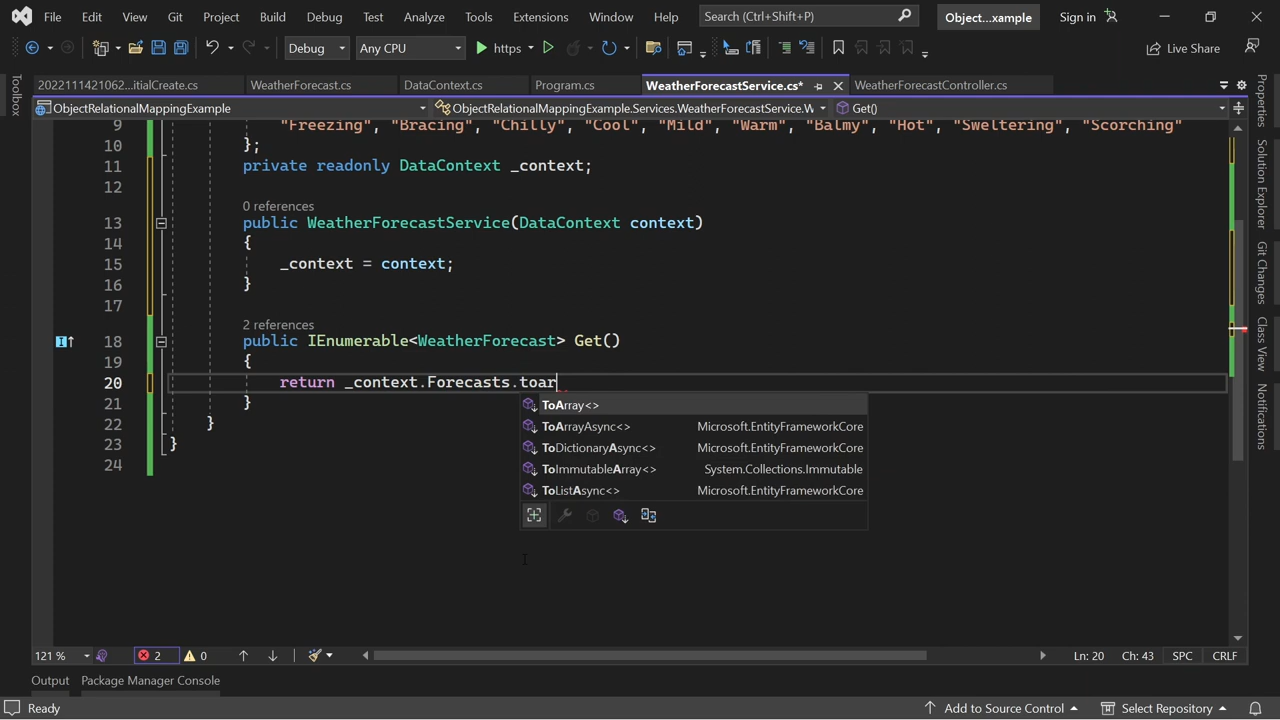 File Edit View Git Project Build Debug Test Analyze Tools Extensions Window Help Search (Ctrl+Shift+P) Object...xample Sign in
Debug Any CPU https Live Share
2022111421062...itialCreate.cs WeatherForecast.cs DataContext.cs Program.cs WeatherForecastService.cs* WeatherForecastController.cs
ObjectRelationalMappingExample ObjectRelationalMappingExample.Services.WeatherForecastService.W Get()
9 "Freezing", "Bracing", "Chilly", "Cool", "Mild", "Warm", "Balmy", "Hot", "Sweltering", "Scorching"
10 };
11 private readonly DataContext _context;
12
0 references
13 public WeatherForecastService(DataContext context)
14 {
15 _context = context;
16 }
17
2 references
18 public IEnumerable<WeatherForecast> Get()
19 {
20 return _context.Forecasts.toar
21 }
22 }
23 }
24
ToArray<>
ToArrayAsync<> Microsoft.EntityFrameworkCore
ToDictionaryAsync<> Microsoft.EntityFrameworkCore
ToImmutableArray<> System.Collections.Immutable
ToListAsync<> Microsoft.EntityFrameworkCore
Toolbox
Properties
Solution Explorer
Git Changes
Class View
Notifications
121 % 2 0 Ln: 20 Ch: 43 SPC CRLF
Output Package Manager Console
Ready Add to Source Control Select Repository